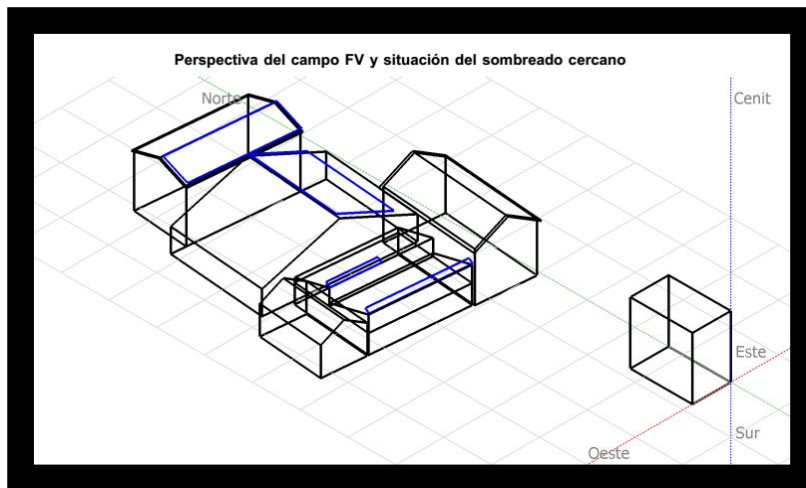 Perspectiva del campo FV y situación del sombreado cercano
Norte
Cenit
Este
Sur
Oeste